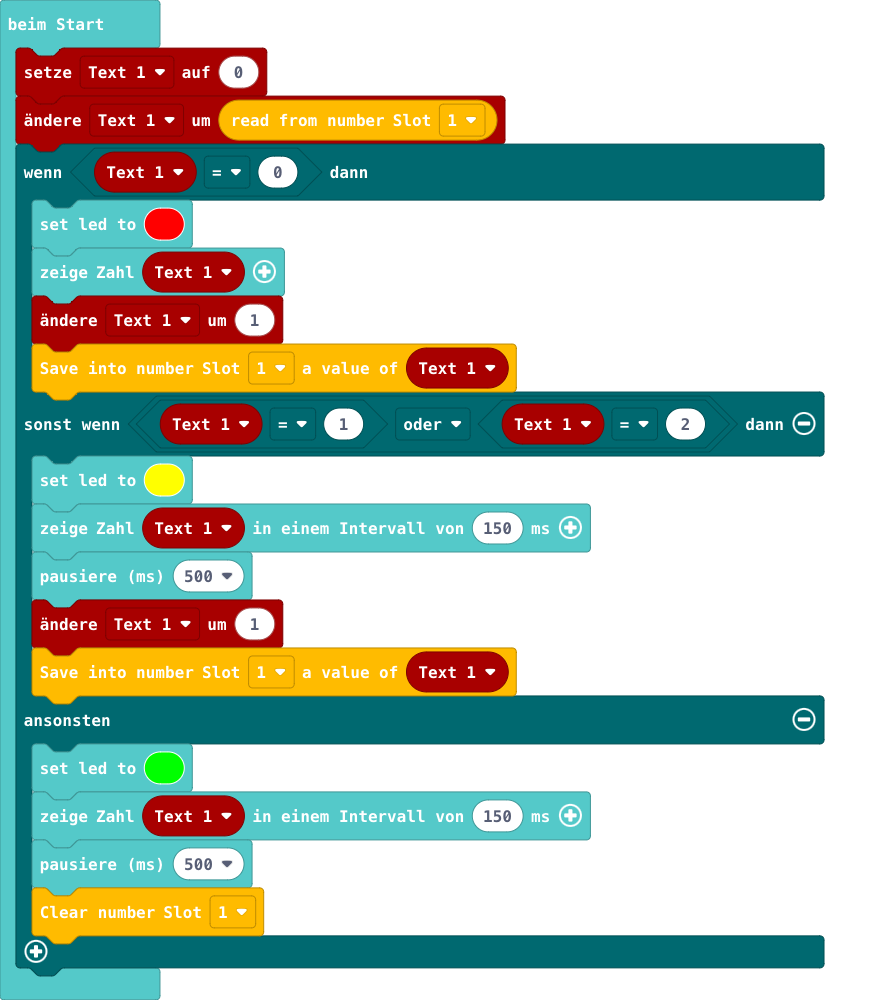 beim Start
setze Text 1 auf 0
ändere Text 1 um read from number Slot 1
wenn Text 1 = 0 dann
set led to
zeige Zahl Text 1
ändere Text 1 um 1
Save into number Slot 1 a value of Text 1
sonst wenn Text 1 = 1 oder Text 1 = 2 dann
set led to
zeige Zahl Text 1 in einem Intervall von 150 ms
pausiere (ms) 500
ändere Text 1 um 1
Save into number Slot 1 a value of Text 1
ansonsten
set led to
zeige Zahl Text 1 in einem Intervall von 150 ms
pausiere (ms) 500
Clear number Slot 1